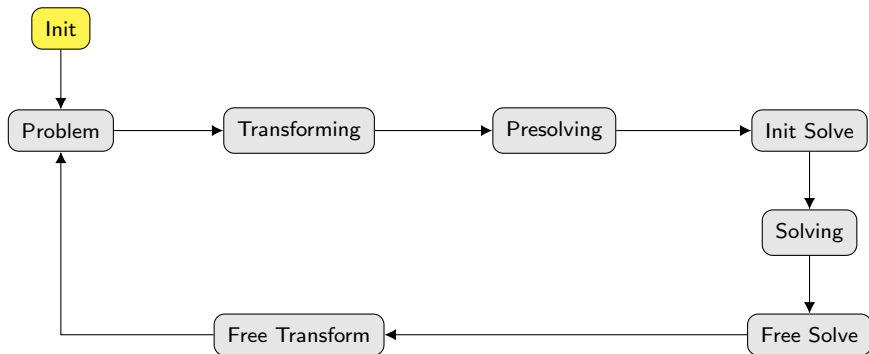 Init
Problem
Transforming
Presolving
Init Solve
Solving
Free Transform
Free Solve